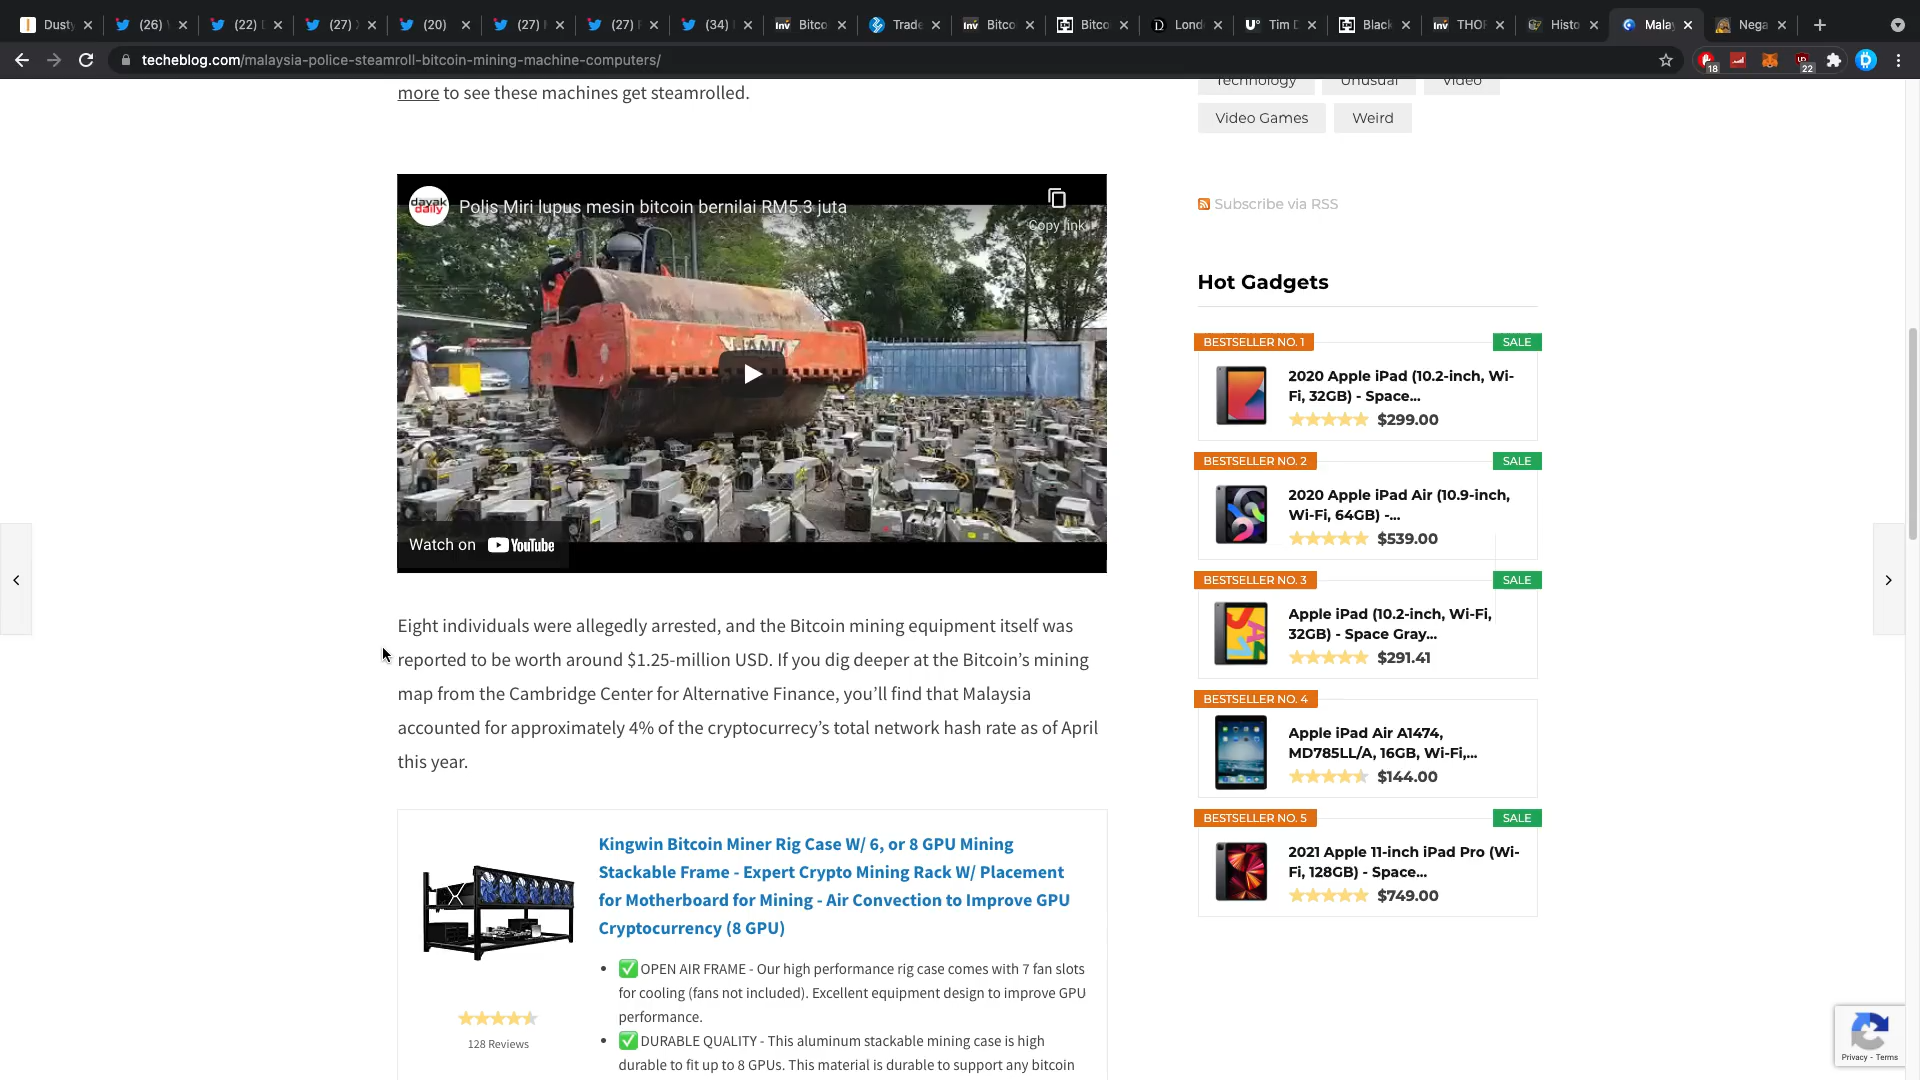 Dusty
(26)
(22)
(27)
(20)
(27)
(27)
(34)
Bitco
Trade
Bitco
Bitco
Lond
Tim D
Black
THOR
Histo
Malay
Nega
techeblog.com/malaysia-police-steamroll-bitcoin-mining-machine-computers/
18
22
more to see these machines get steamrolled.
Technology
Unusual
Video
Video Games
Weird
dayak daily
Polis Miri lupus mesin bitcoin bernilai RM5.3 juta
Copy link
Watch on YouTube
Subscribe via RSS
Hot Gadgets
BESTSELLER NO. 1
SALE
2020 Apple iPad (10.2-inch, Wi-
Fi, 32GB) - Space...
$299.00
BESTSELLER NO. 2
SALE
2020 Apple iPad Air (10.9-inch,
Wi-Fi, 64GB) -...
$539.00
BESTSELLER NO. 3
SALE
Apple iPad (10.2-inch, Wi-Fi,
32GB) - Space Gray...
$291.41
BESTSELLER NO. 4
Apple iPad Air A1474,
MD785LL/A, 16GB, Wi-Fi,...
$144.00
BESTSELLER NO. 5
SALE
2021 Apple 11-inch iPad Pro (Wi-
Fi, 128GB) - Space...
$749.00
Eight individuals were allegedly arrested, and the Bitcoin mining equipment itself was
reported to be worth around $1.25-million USD. If you dig deeper at the Bitcoin's mining
map from the Cambridge Center for Alternative Finance, you'll find that Malaysia
accounted for approximately 4% of the cryptocurrecy's total network hash rate as of April
this year.
Kingwin Bitcoin Miner Rig Case W/ 6, or 8 GPU Mining
Stackable Frame - Expert Crypto Mining Rack W/ Placement
for Motherboard for Mining - Air Convection to Improve GPU
Cryptocurrency (8 GPU)
• ✅ OPEN AIR FRAME - Our high performance rig case comes with 7 fan slots
for cooling (fans not included). Excellent equipment design to improve GPU
performance.
• ✅ DURABLE QUALITY - This aluminum stackable mining case is high
durable to fit up to 8 GPUs. This material is durable to support any bitcoin
128 Reviews
Privacy - Terms